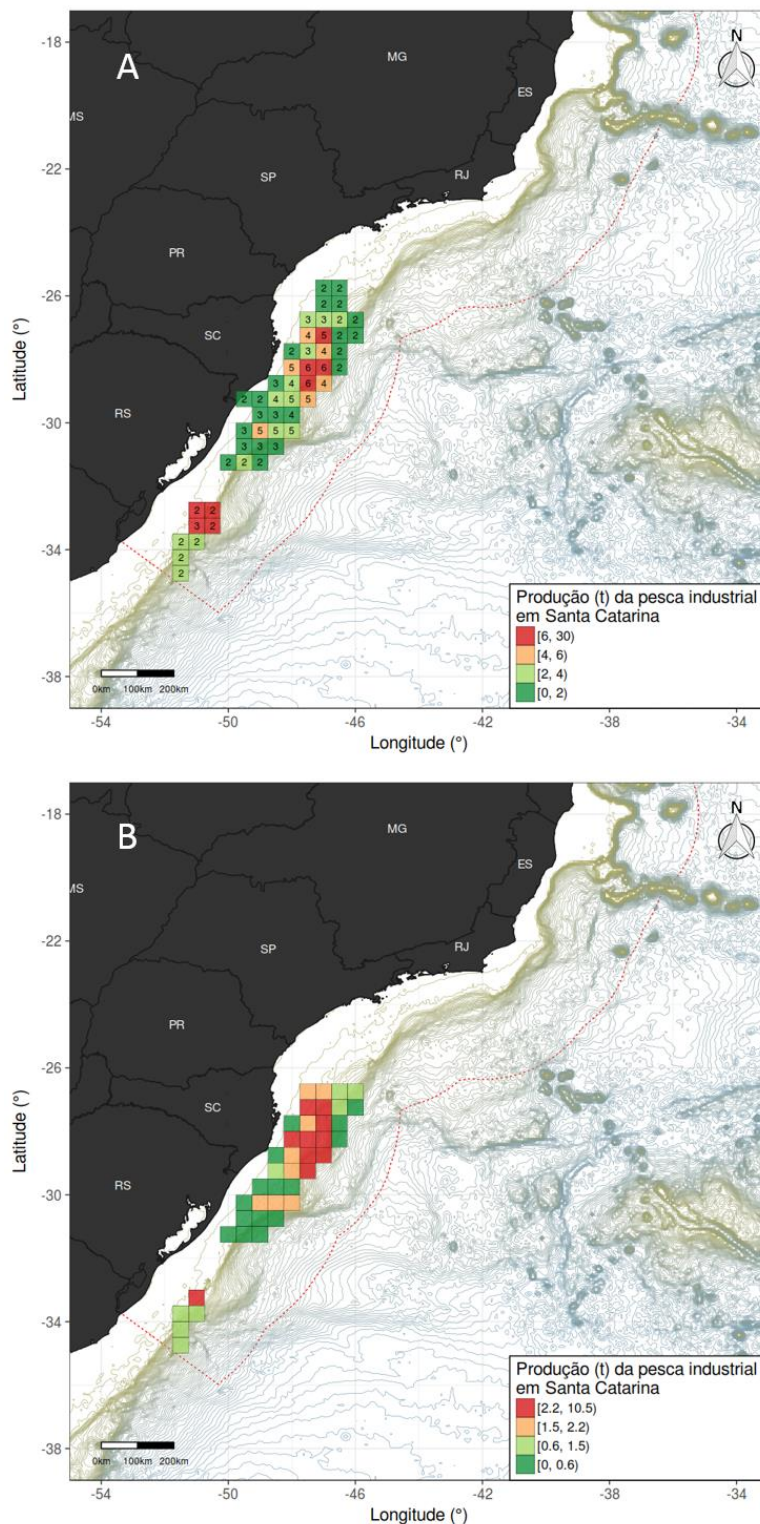 A
N
-18
MG
ES
MS
-22
SP
RJ
PR
-26
2 2
2 2
3 3 2 2
SC
4 5 2 2
2 3 4 2
5 6 6 2
3 4 6 4
2 2 4 5 5
-30
3 3 4
RS
3 5 5 5
3 3 3
2 2 2
2 2
3 2
-34
2 2
2
2
-38
Latitude (°)
0km 100km 200km
Produção (t) da pesca industrial
em Santa Catarina
[6, 30)
[4, 6)
[2, 4)
[0, 2)
-54 -50 -46 -42 -38 -34
Longitude (°)
B
N
-18
MG
ES
MS
-22
SP
RJ
PR
-26
SC
-30
RS
-34
-38
Latitude (°)
0km 100km 200km
Produção (t) da pesca industrial
em Santa Catarina
[2.2, 10.5)
[1.5, 2.2)
[0.6, 1.5)
[0, 0.6)
-54 -50 -46 -42 -38 -34
Longitude (°)